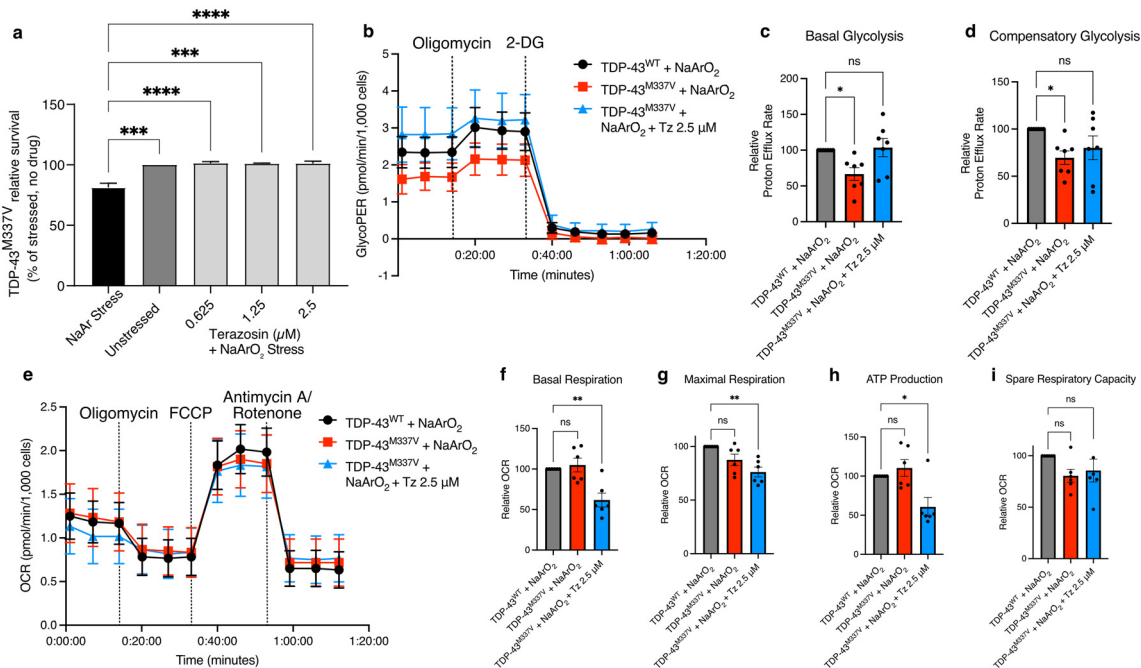 a
TDP-43M337V relative survival
(% of stressed, no drug)
150
100
50
0
***
****
***
****
NaAr Stress
Unstressed
0.625
1.25
2.5
Terazosin (µM)
+ NaArO2 Stress
b
Oligomycin
2-DG
GlycoPER (pmol/min/1,000 cells)
5
4
3
2
1
0
-1
0:20:00
0:40:00
1:00:00
1:20:00
Time (minutes)
TDP-43WT + NaArO2
TDP-43M337V + NaArO2
TDP-43M337V +
NaArO2 + Tz 2.5 µM
c
Basal Glycolysis
Relative
Proton Efflux Rate
200
150
100
50
0
ns
*
TDP-43WT + NaArO2
TDP-43M337V + NaArO2
TDP-43M337V + NaArO2 + Tz 2.5 µM
d
Compensatory Glycolysis
Relative
Proton Efflux Rate
150
100
50
0
ns
*
TDP-43WT + NaArO2
TDP-43M337V + NaArO2
TDP-43M337V + NaArO2 + Tz 2.5 µM
e
Oligomycin
FCCP
Antimycin A/
Rotenone
OCR (pmol/min/1,000 cells)
2.5
2.0
1.5
1.0
0.5
0.0
0:00:00
0:20:00
0:40:00
1:00:00
1:20:00
Time (minutes)
TDP-43WT + NaArO2
TDP-43M337V + NaArO2
TDP-43M337V +
NaArO2 + Tz 2.5 µM
f
Basal Respiration
Relative OCR
200
150
100
50
0
**
ns
TDP-43WT + NaArO2
TDP-43M337V + NaArO2
TDP-43M337V + NaArO2 + Tz 2.5 µM
g
Maximal Respiration
Relative OCR
150
100
50
0
**
ns
TDP-43WT + NaArO2
TDP-43M337V + NaArO2
TDP-43M337V + NaArO2 + Tz 2.5 µM
h
ATP Production
Relative OCR
200
150
100
50
0
*
ns
TDP-43WT + NaArO2
TDP-43M337V + NaArO2
TDP-43M337V + NaArO2 + Tz 2.5 µM
i
Spare Respiratory Capacity
Relative OCR
200
150
100
50
0
ns
ns
TDP-43WT + NaArO2
TDP-43M337V + NaArO2
TDP-43M337V + NaArO2 + Tz 2.5 µM